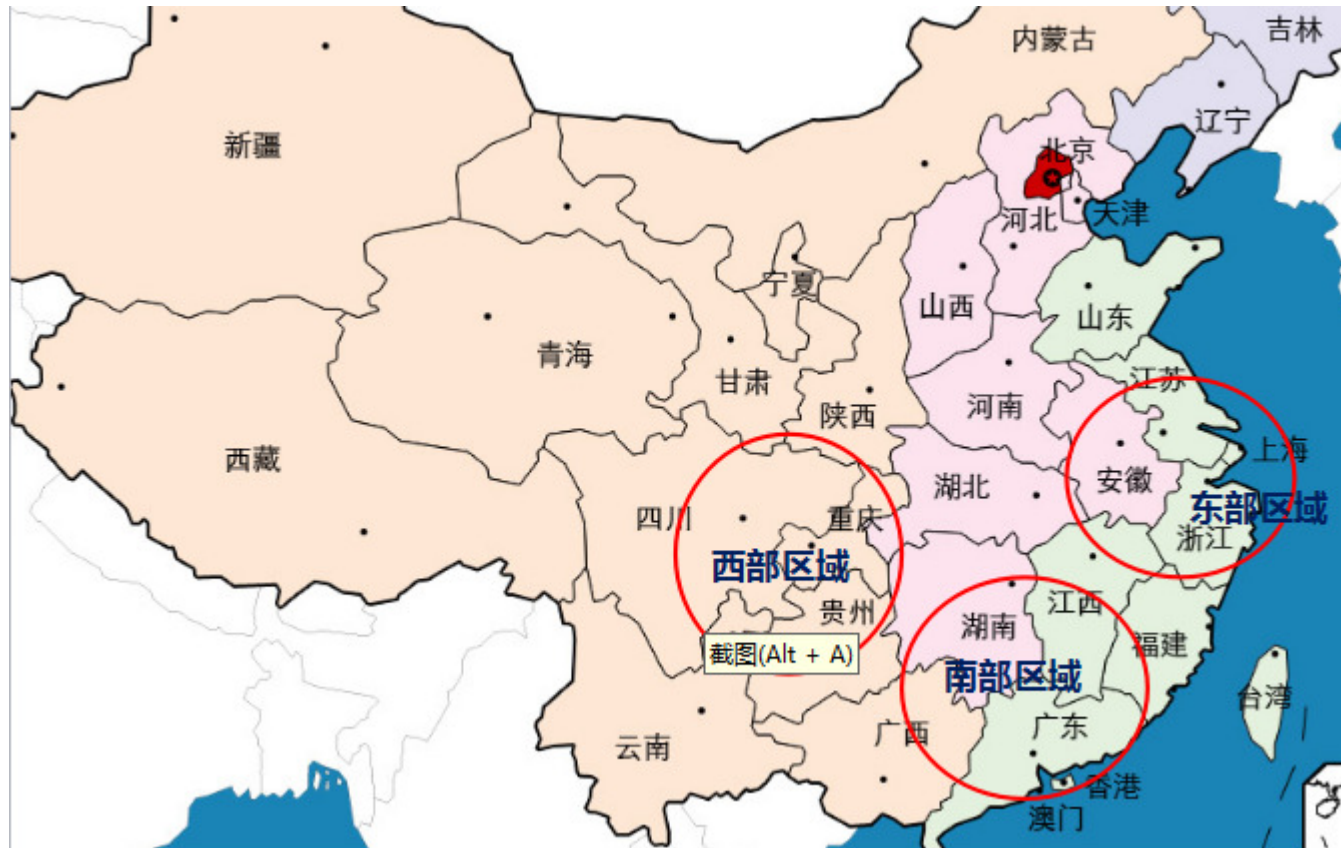 吉林
内蒙古
辽宁
新疆
北京
天津
河北
宁夏
山西
山东
青海
甘肃
江苏
河南
陕西
西藏
上海
安徽
湖北
四川
重庆
东部区域
浙江
西部区域
贵州
江西
湖南
福建
截图(Alt + A)
南部区域
台湾
广东
广西
云南
香港
澳门